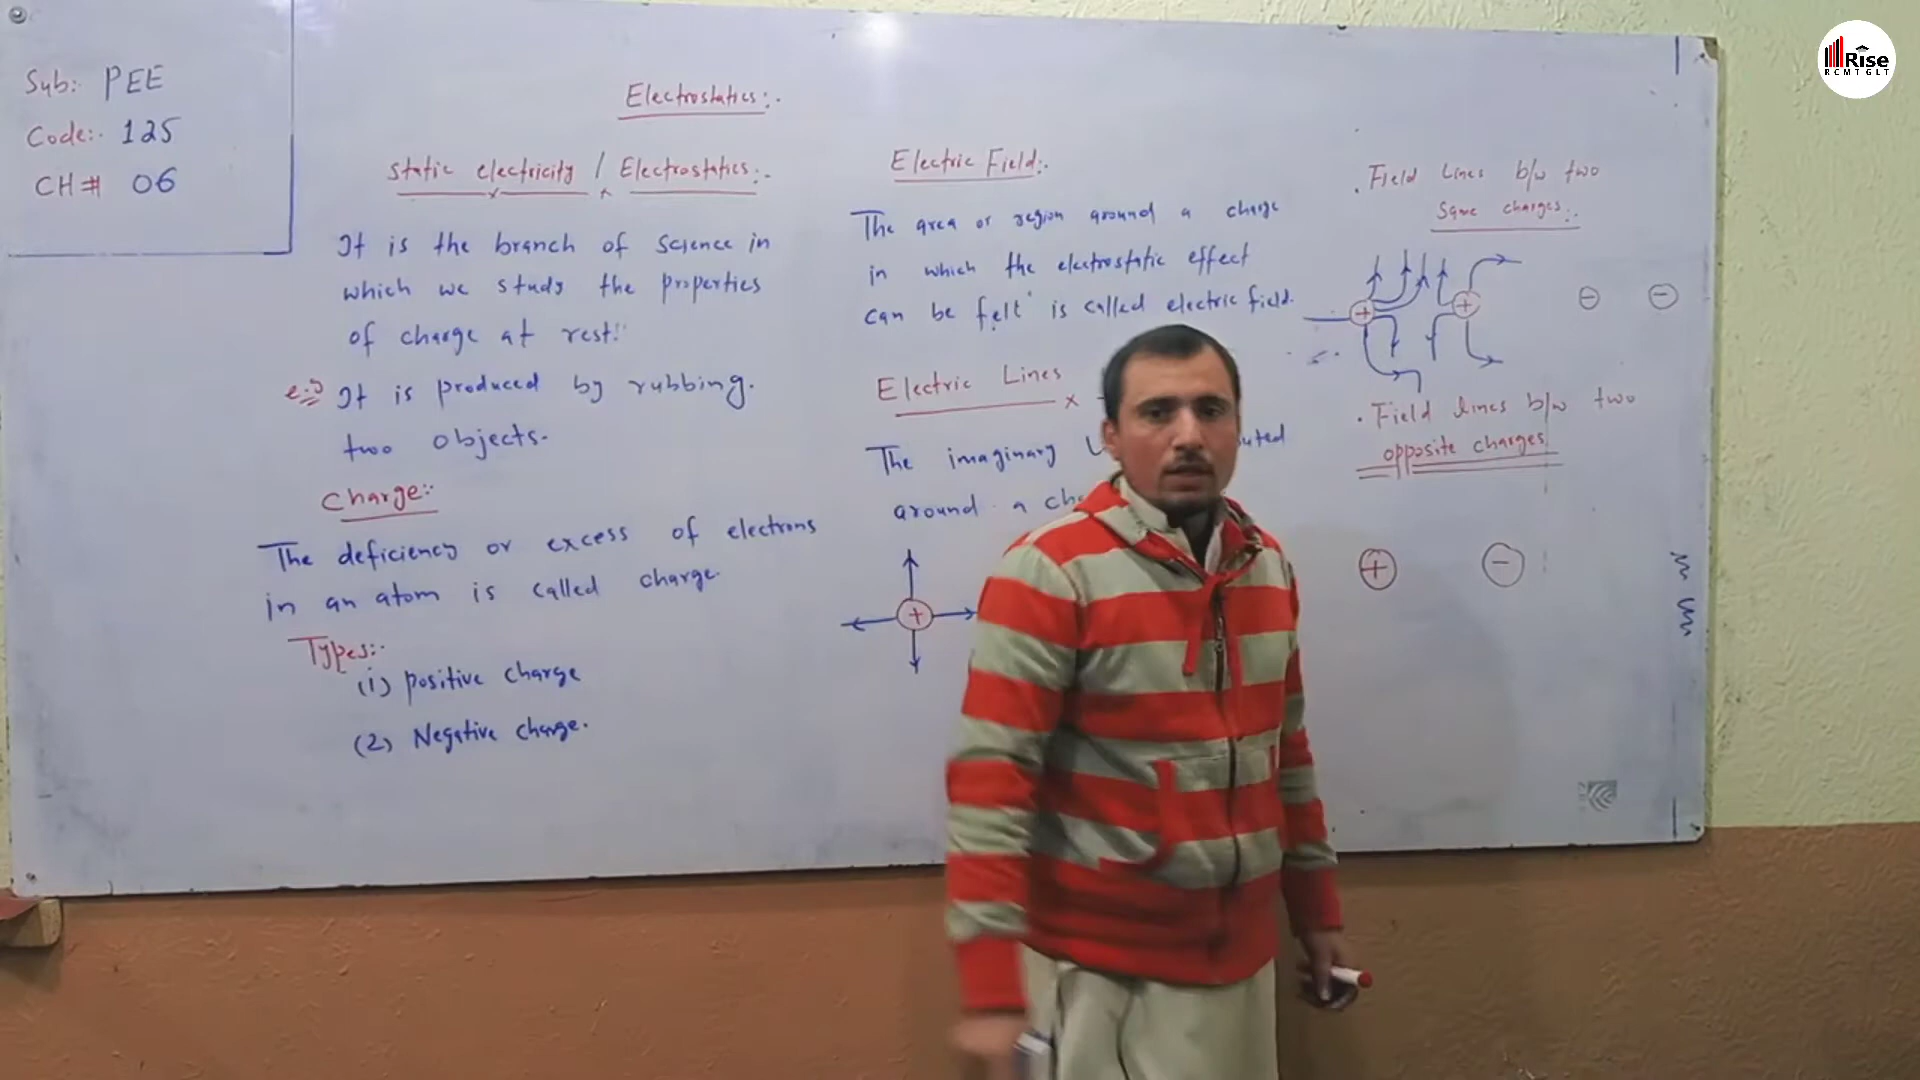 Sub: PEE
Code:- 125
CH# 06
Electrostatics:-
Static electricity / Electrostatics:-
It is the branch of Science in
which we study the properties
of charge at rest.
e.g It is produced by rubbing.
two objects.
Charge:-
The deficiency or excess of electrons
in an atom is called charge.
Types:-
(i) positive charge
(2) Negative charge.
Electric Field:-
The area or region around a charge
in which the electrostatic effect
can be felt is called electric field.
Electric Lines
The imaginary
around a
+
. Field Lines b/w two
Same charges:-
+ + - -
. Field lines b/w two
opposite charges
+ -
Rise
RCMTGLT